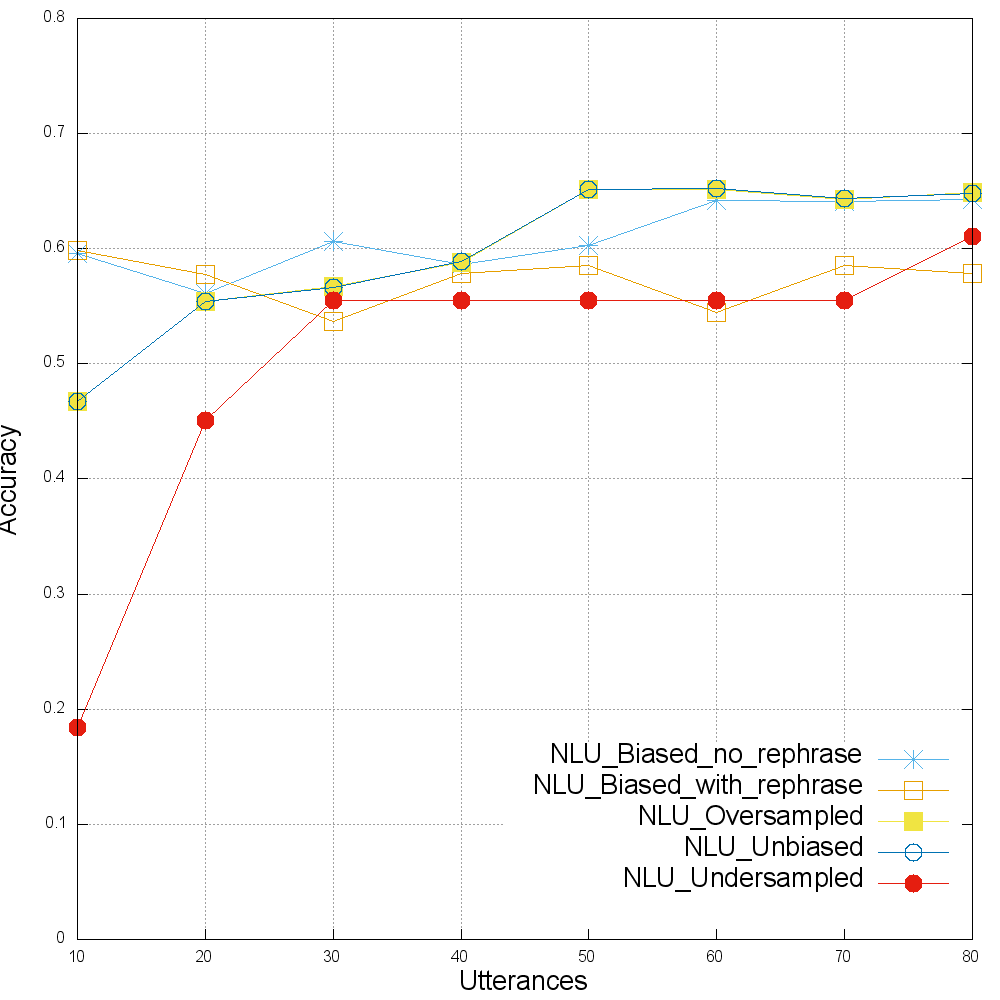 0.8
0.7
0.6
0.5
0.4
0.3
0.2
0.1
0
Accuracy
NLU_Biased_no_rephrase
NLU_Biased_with_rephrase
NLU_Oversampled
NLU_Unbiased
NLU_Undersampled
10 20 30 40 50 60 70 80
Utterances